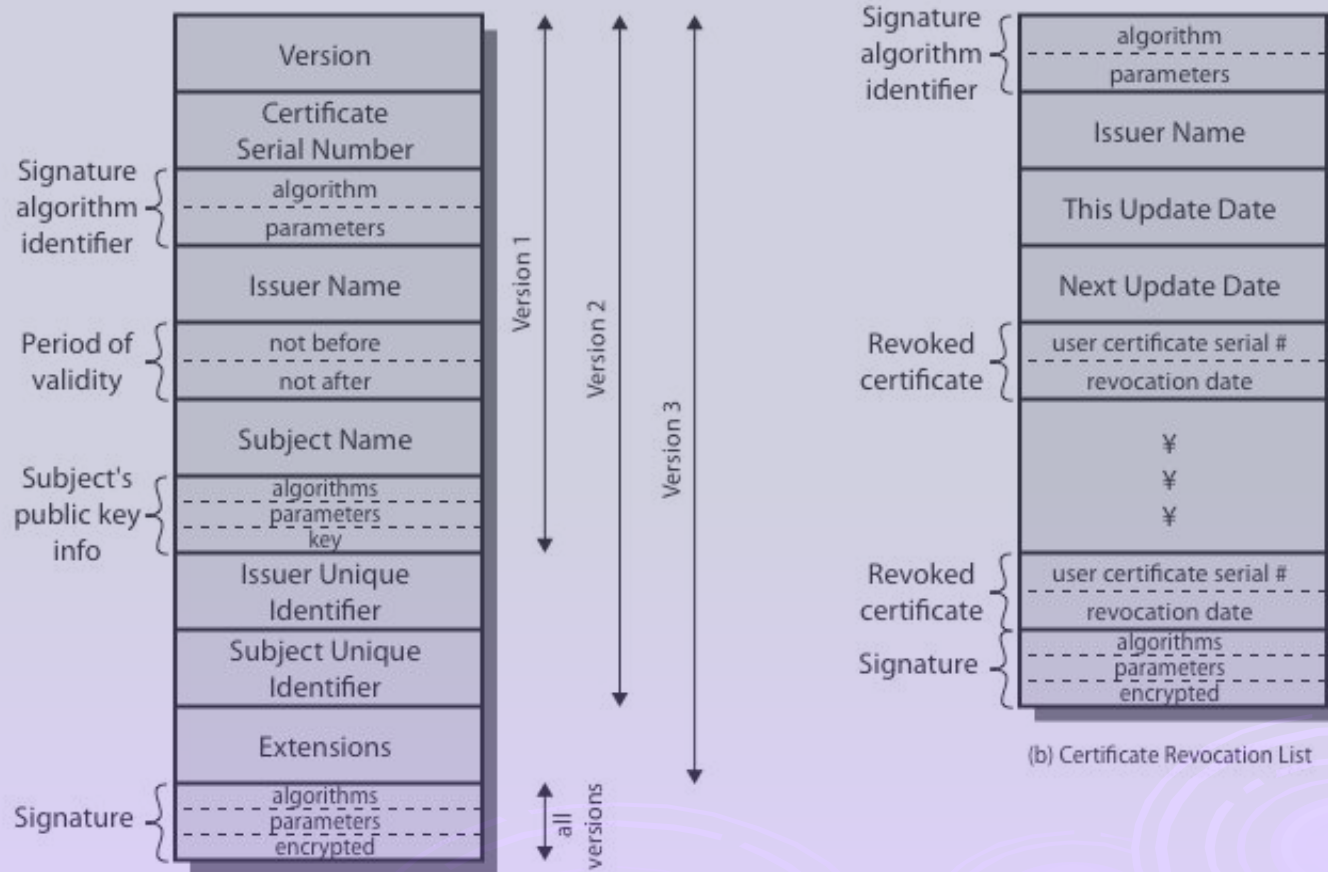 Version
Certificate
Serial Number
Signature
algorithm
identifier
algorithm
parameters
Issuer Name
Period of
validity
not before
not after
Subject Name
Subject's
public key
info
algorithms
parameters
key
Issuer Unique
Identifier
Subject Unique
Identifier
Extensions
Signature
algorithms
parameters
encrypted
Version 1
Version 2
Version 3
all
versions
Signature
algorithm
identifier
algorithm
parameters
Issuer Name
This Update Date
Next Update Date
Revoked
certificate
user certificate serial #
revocation date
¥
¥
¥
Revoked
certificate
user certificate serial #
revocation date
Signature
algorithms
parameters
encrypted
(b) Certificate Revocation List